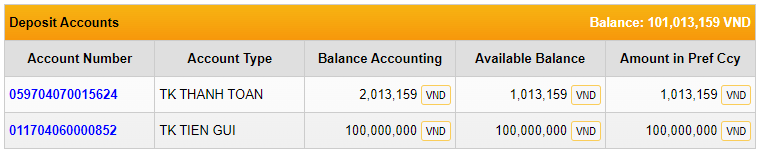 Deposit Accounts Balance: 101,013,159 VND
Account Number Account Type Balance Accounting Available Balance Amount in Pref Ccy
059704070015624 TK THANH TOAN 2,013,159 VND 1,013,159 VND 1,013,159 VND
011704060000852 TK TIEN GUI 100,000,000 VND 100,000,000 VND 100,000,000 VND